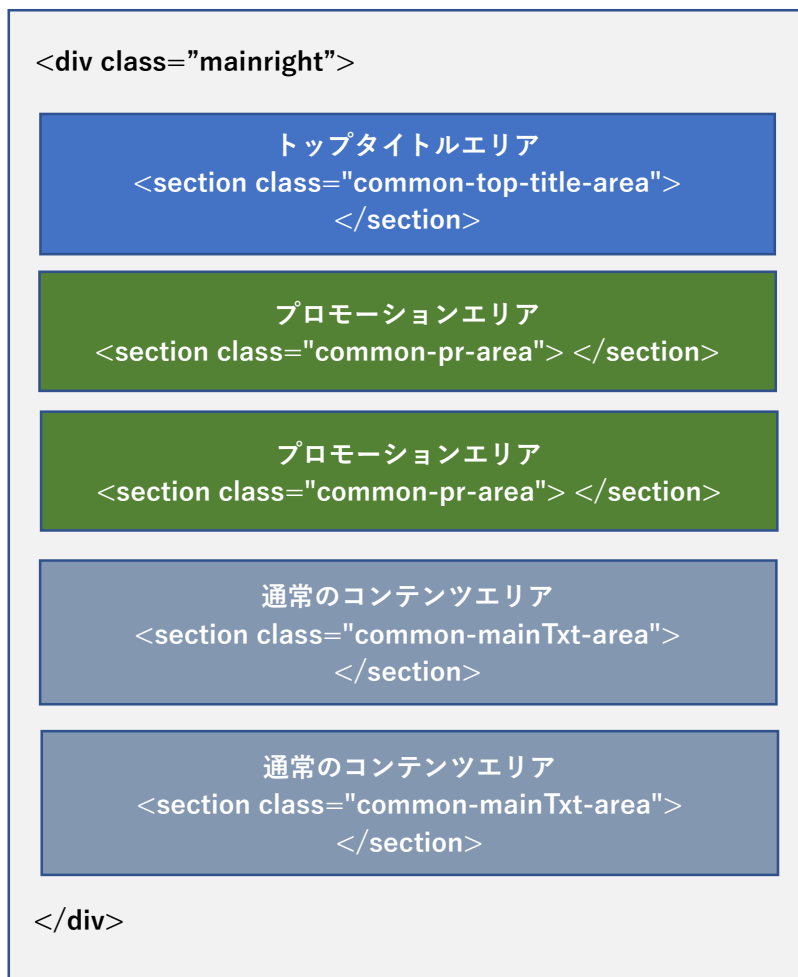 <div class=”mainright”>
トップタイトルエリア
<section class="common-top-title-area">
</section>
プロモーションエリア
<section class="common-pr-area"> </section>
プロモーションエリア
<section class="common-pr-area"> </section>
通常のコンテンツエリア
<section class="common-mainTxt-area">
</section>
通常のコンテンツエリア
<section class="common-mainTxt-area">
</section>
</div>